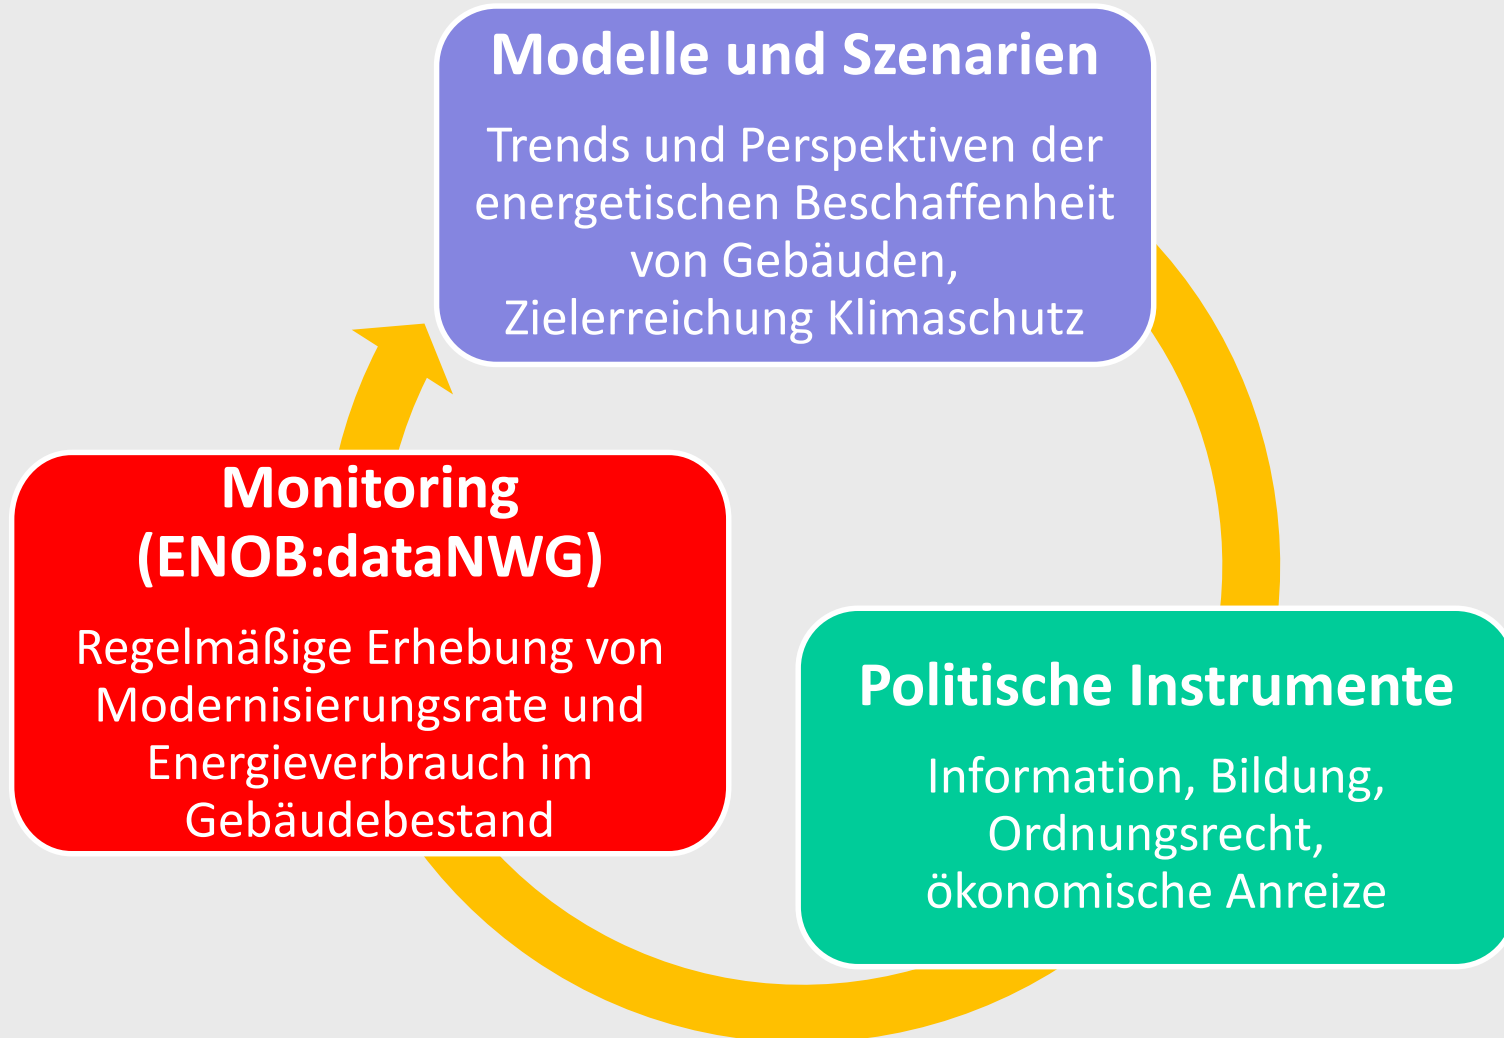 Modelle und Szenarien
Trends und Perspektiven der
energetischen Beschaffenheit
von Gebäuden,
Zielerreichung Klimaschutz
Monitoring
(ENOB:dataNWG)
Regelmäßige Erhebung von
Modernisierungsrate und
Energieverbrauch im
Gebäudebestand
Politische Instrumente
Information, Bildung,
Ordnungsrecht,
ökonomische Anreize